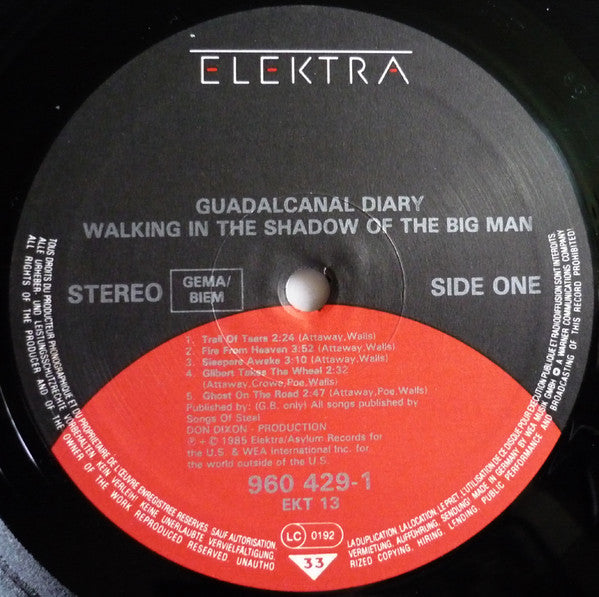 ELEKTRA
GUADALCANAL DIARY
WALKING IN THE SHADOW OF THE BIG MAN
STEREO
GEMA/
BIEM
SIDE ONE
1. Trail Of Tears 2:24 (Attaway,Walls)
2. Fire From Heaven 3:52 (Attaway,Walls)
3. Sleepers Awake 3:10 (Attaway,Walls)
4. Gilbert Takes The Wheel 2:32
(Attaway,Crowe,Poe,Walls)
5. Ghost On The Road 2:47 (Attaway,Poe,Walls)
Published by: (G.B. only) All songs published by
Songs Of Steal
DON DIXON - PRODUCTION
℗ + © 1985 Elektra/Asylum Records for
the U.S. & WEA International Inc. for
the world outside of the U.S.
960 429-1
EKT 13
LC 0192
33
TOUS DROITS DU PRODUCTEUR PHONOGRAPHIQUE ET DU PROPRIETAIRE DE L'ŒUVRE ENREGISTREE RESERVES. SAUF AUTORISATION,
LA DUPLICATION, LA LOCATION, LE PRET, L'UTILISATION DE CE DISQUE POUR EXECUTION PUBLIQUE ET RADIODIFFUSION SONT INTERDITS.
ALLE URHEBER- UND LEISTUNGSSCHUTZRECHTE VORBEHALTEN. KEIN VERLEIH! KEINE UNERLAUBTE VERVIELFÄLTIGUNG,
VERMIETUNG, AUFFÜHRUNG, SENDUNG! MADE IN GERMANY BY WEA MUSIK GMBH A WARNER COMMUNICATIONS COMPANY
ALL RIGHTS OF THE PRODUCER AND OF THE OWNER OF THE WORK REPRODUCED RESERVED. UNAUTHO
RIZED COPYING, HIRING, LENDING, PUBLIC PERFORMANCE AND BROADCASTING OF THIS RECORD PROHIBITED!